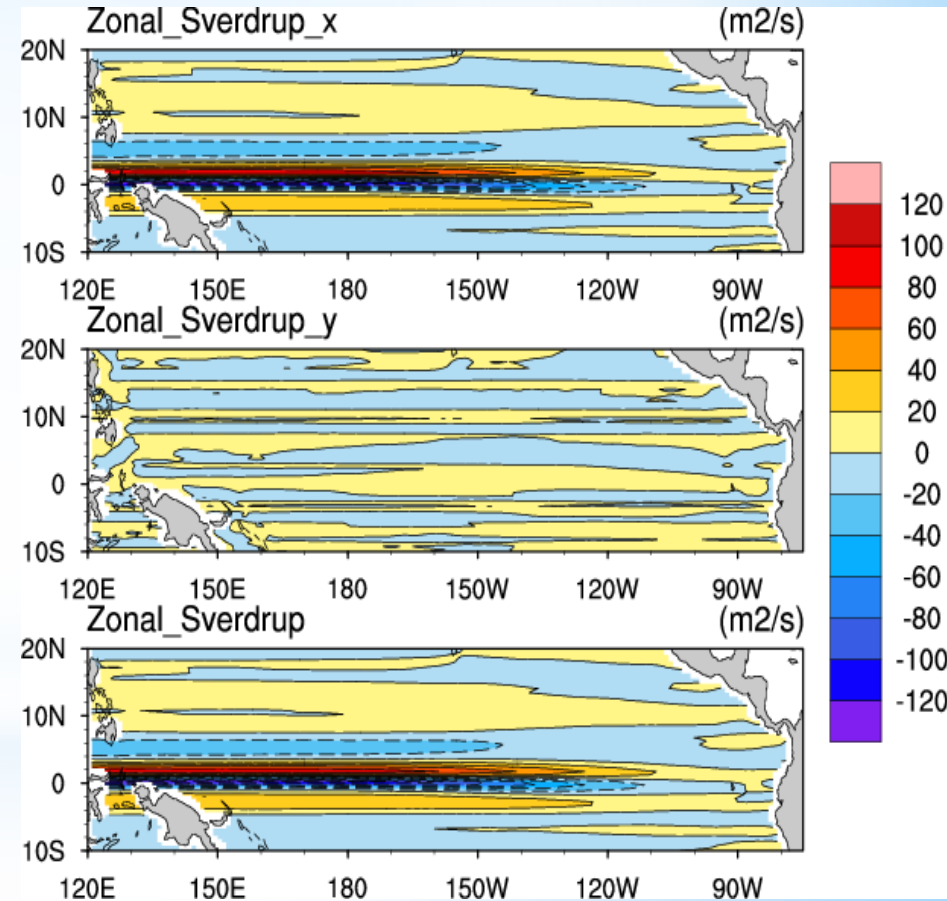 Zonal_Sverdrup_x (m2/s)
20N
10N
0
10S
120E 150E 180 150W 120W 90W
Zonal_Sverdrup_y (m2/s)
20N
10N
0
10S
120E 150E 180 150W 120W 90W
Zonal_Sverdrup (m2/s)
20N
10N
0
10S
120E 150E 180 150W 120W 90W
120
100
80
60
40
20
0
-20
-40
-60
-80
-100
-120